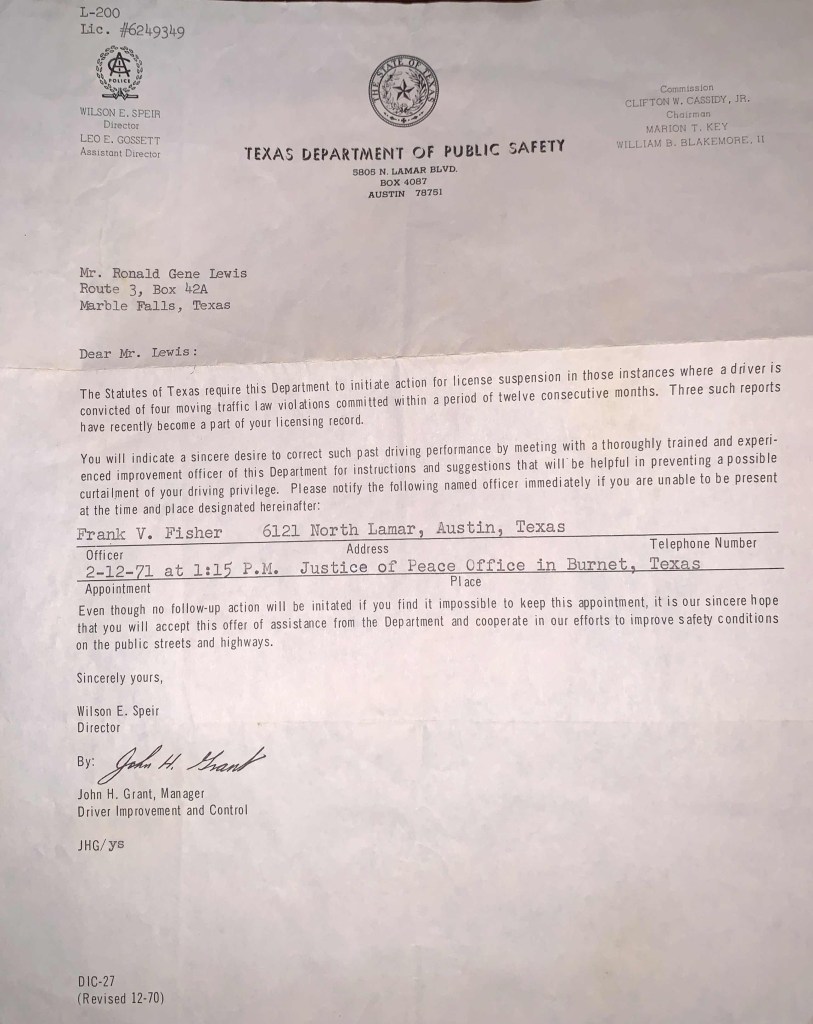 L-200
Lic. #6249349
POLICE
WILSON E. SPEIR
Director
LEO E. GOSSETT
Assistant Director
THE STATE OF TEXAS
TEXAS DEPARTMENT OF PUBLIC SAFETY
5805 N. LAMAR BLVD.
BOX 4087
AUSTIN 78751
Commission
CLIFTON W. CASSIDY, JR.
Chairman
MARION T. KEY
WILLIAM B. BLAKEMORE, II
Mr. Ronald Gene Lewis
Route 3, Box 42A
Marble Falls, Texas
Dear Mr. Lewis:
The Statutes of Texas require this Department to initiate action for license suspension in those instances where a driver is
convicted of four moving traffic law violations committed within a period of twelve consecutive months. Three such reports
have recently become a part of your licensing record.
You will indicate a sincere desire to correct such past driving performance by meeting with a thoroughly trained and experi-
enced improvement officer of this Department for instructions and suggestions that will be helpful in preventing a possible
curtailment of your driving privilege. Please notify the following named officer immediately if you are unable to be present
at the time and place designated hereinafter:
Frank V. Fisher 6121 North Lamar, Austin, Texas
Officer Address Telephone Number
2-12-71 at 1:15 P.M. Justice of Peace Office in Burnet, Texas
Appointment Place
Even though no follow-up action will be initated if you find it impossible to keep this appointment, it is our sincere hope
that you will accept this offer of assistance from the Department and cooperate in our efforts to improve safety conditions
on the public streets and highways.
Sincerely yours,
Wilson E. Speir
Director
By: John H. Grant
John H. Grant, Manager
Driver Improvement and Control
JHG/ys
DIC-27
(Revised 12-70)